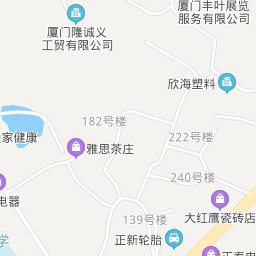 厦门丰叶展览
服务有限公司
厦门隆诚义
工贸有限公司
欣海塑料
182号楼
222号楼
家健康
雅思茶庄
240号楼
电器
139号楼
大红鹰瓷砖店
正新轮胎
学